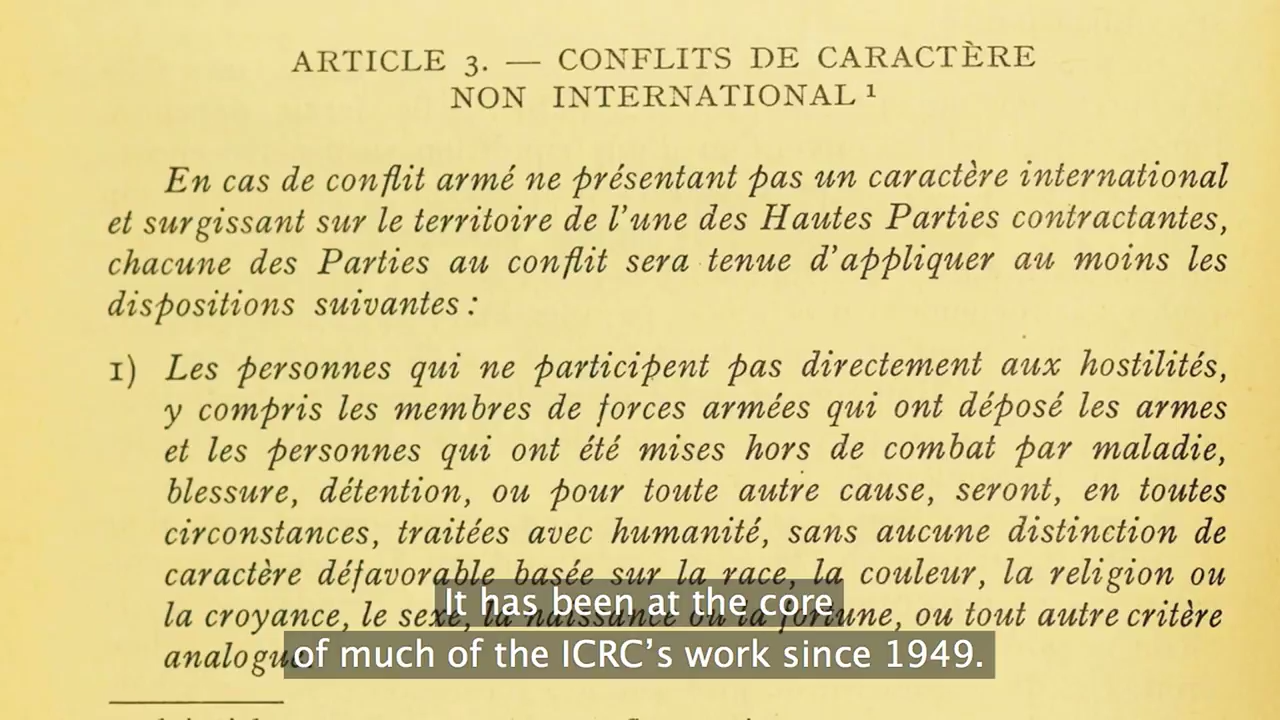 ARTICLE 3. — CONFLITS DE CARACTÈRE
NON INTERNATIONAL ¹
En cas de conflit armé ne présentant pas un caractère international
et surgissant sur le territoire de l'une des Hautes Parties contractantes,
chacune des Parties au conflit sera tenue d'appliquer au moins les
dispositions suivantes :
1) Les personnes qui ne participent pas directement aux hostilités,
y compris les membres de forces armées qui ont déposé les armes
et les personnes qui ont été mises hors de combat par maladie,
blessure, détention, ou pour toute autre cause, seront, en toutes
circonstances, traitées avec humanité, sans aucune distinction de
caractère défavorable basée sur la race, la couleur, la religion ou
la croyance, le sexe, la naissance ou la fortune, ou tout autre critère
analogue.
It has been at the core
of much of the ICRC's work since 1949.